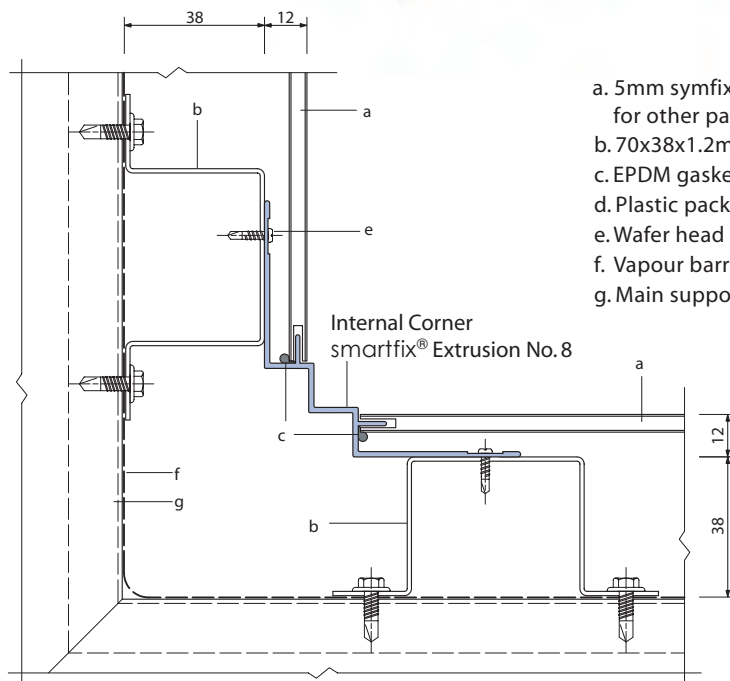 38
12
b
a
a. 5mm symfix
for other pa
b. 70x38x1.2m
c. EPDM gaske
d. Plastic pack
e. Wafer head
f. Vapour barr
g. Main suppo
e
Internal Corner
smartfix® Extrusion No. 8
a
c
12
f
g
b
38